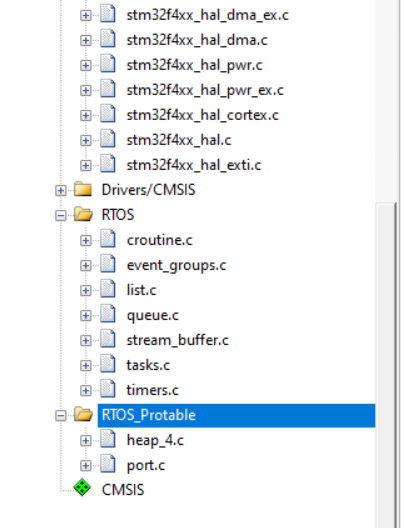 stm32f4xx_hal_dma_ex.c
stm32f4xx_hal_dma.c
stm32f4xx_hal_pwr.c
stm32f4xx_hal_pwr_ex.c
stm32f4xx_hal_cortex.c
stm32f4xx_hal.c
stm32f4xx_hal_exti.c
Drivers/CMSIS
RTOS
croutine.c
event_groups.c
list.c
queue.c
stream_buffer.c
tasks.c
timers.c
RTOS_Protable
heap_4.c
port.c
CMSIS